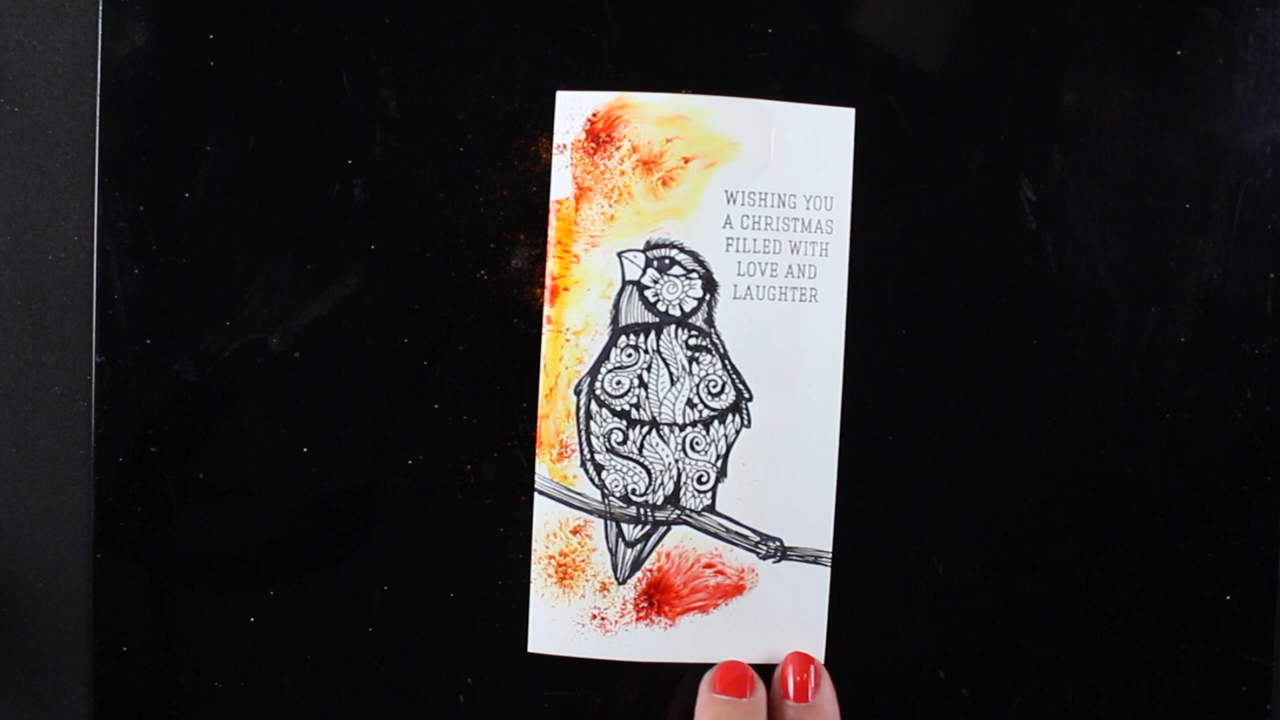 WISHING YOU
A CHRISTMAS
FILLED WITH
LOVE AND
LAUGHTER